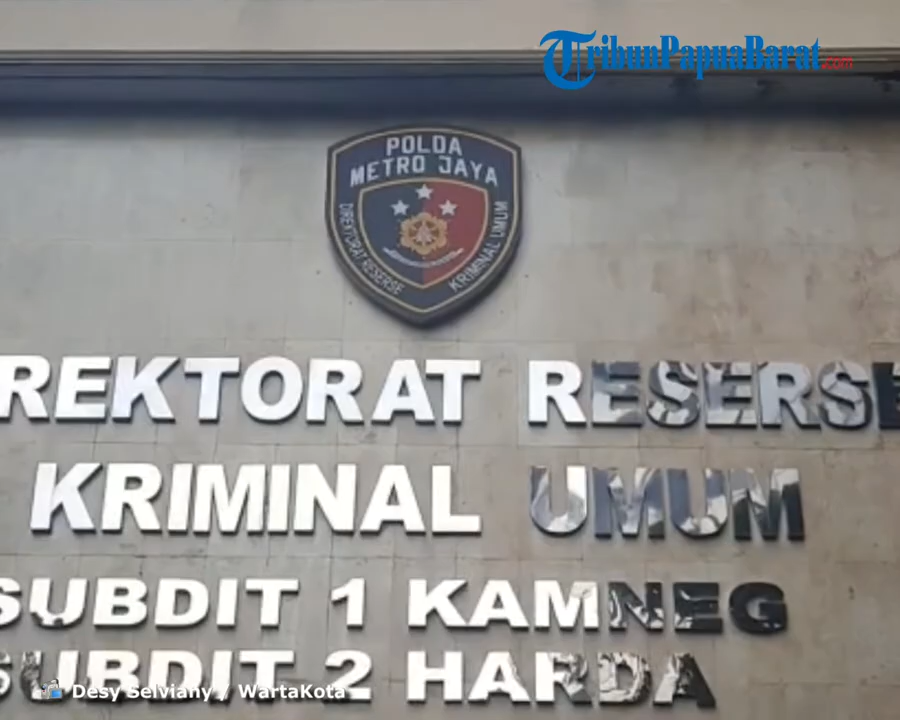 TribunPapuaBarat.com
POLDA
METRO JAYA
DIREKTORAT RESERSE
KRIMINAL UMUM
REKTORAT RESERSE
KRIMINAL UMUM
SUBDIT 1 KAMNEG
SUBDIT 2 HARDA
Desy Selviany / WartaKota